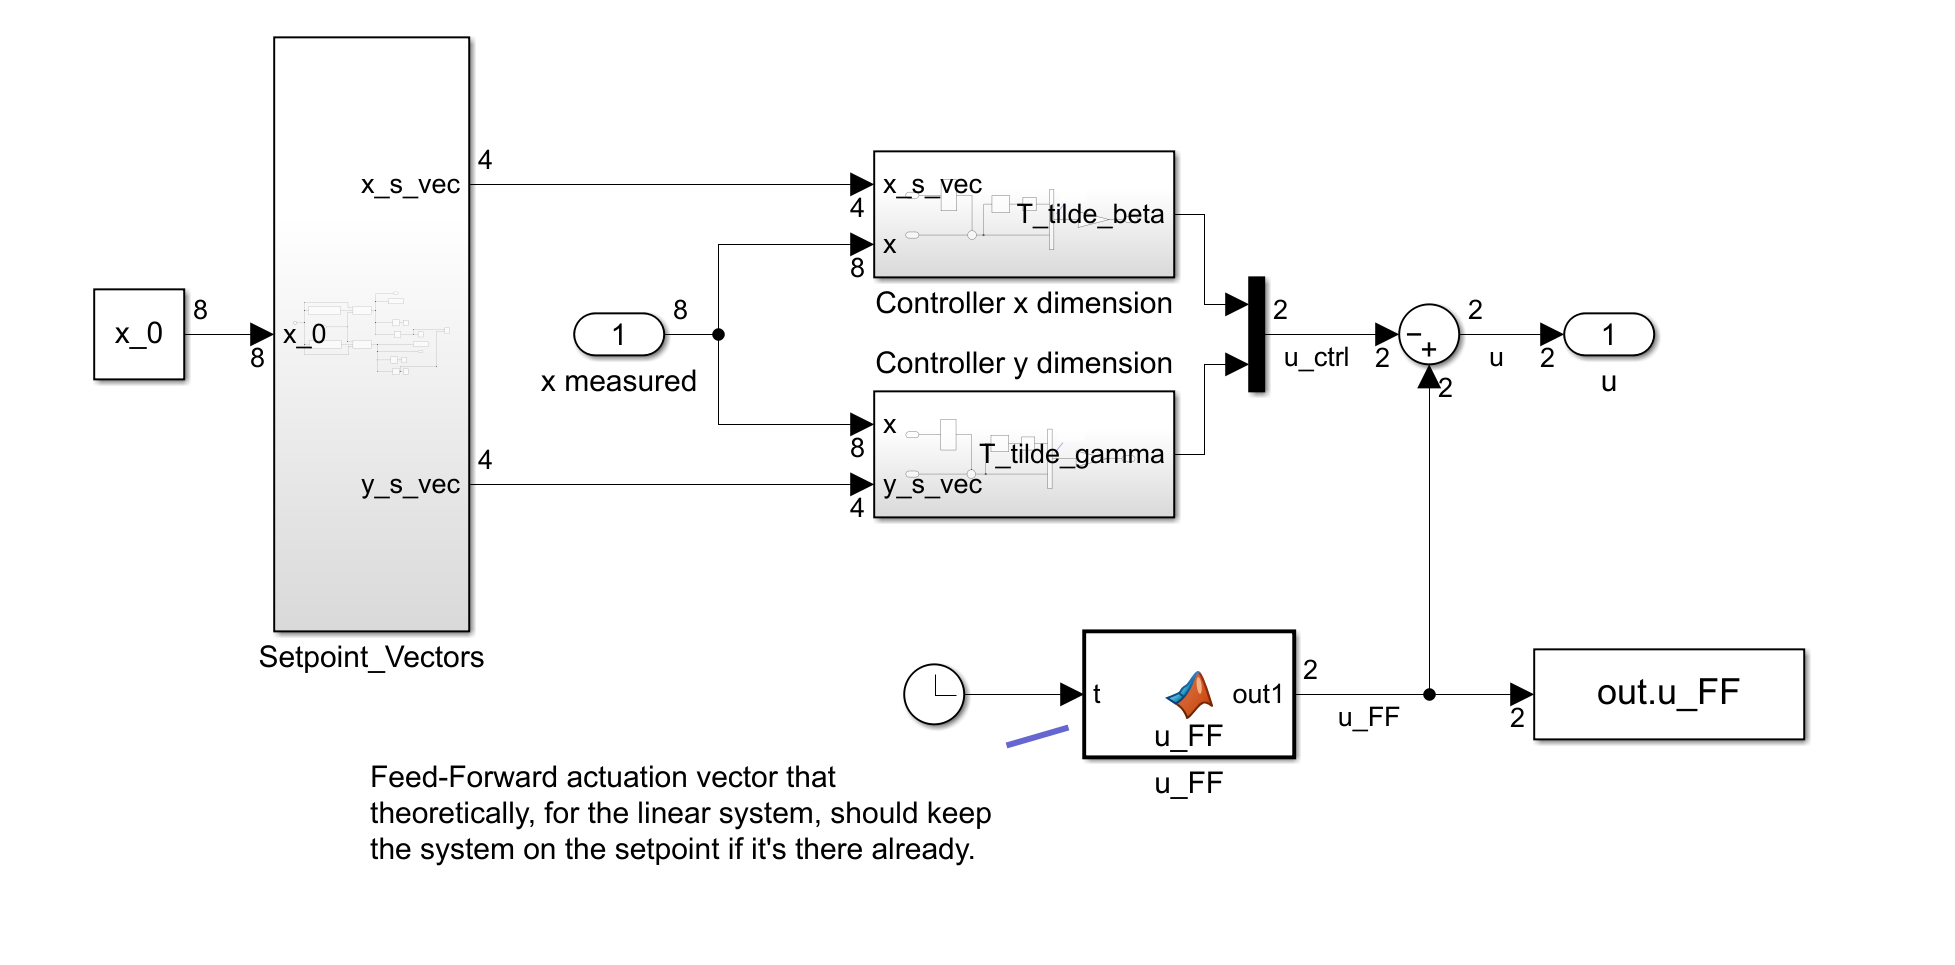 4
x_s_vec
x_s_vec
4
T_tilde_beta
x
8
Controller x dimension
x_0
8
x_0
8
8
1
x measured
2
u_ctrl
2
−
+
2
u
2
1
u
Controller y dimension
x
8
T_tilde_gamma
4
y_s_vec
y_s_vec
4
2
Setpoint_Vectors
t
out1
u_FF
2
u_FF
u_FF
2
out.u_FF
Feed-Forward actuation vector that
theoretically, for the linear system, should keep
the system on the setpoint if it's there already.